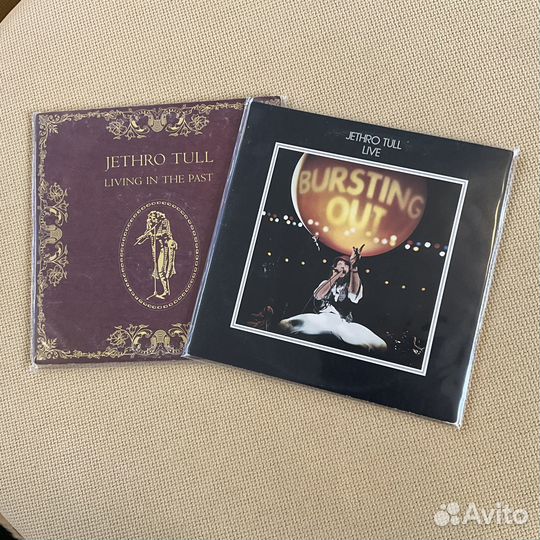 JETHRO TULL
LIVING IN THE PAST
JETHRO TULL
LIVE
BURSTING
OUT
Avito